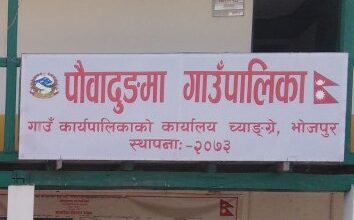 पौवादुङमा गाउँपालिका
गाउँ कार्यपालिकाको कार्यालय च्याङ्ग्रे, भोजपुर
स्थापना:-२०७३